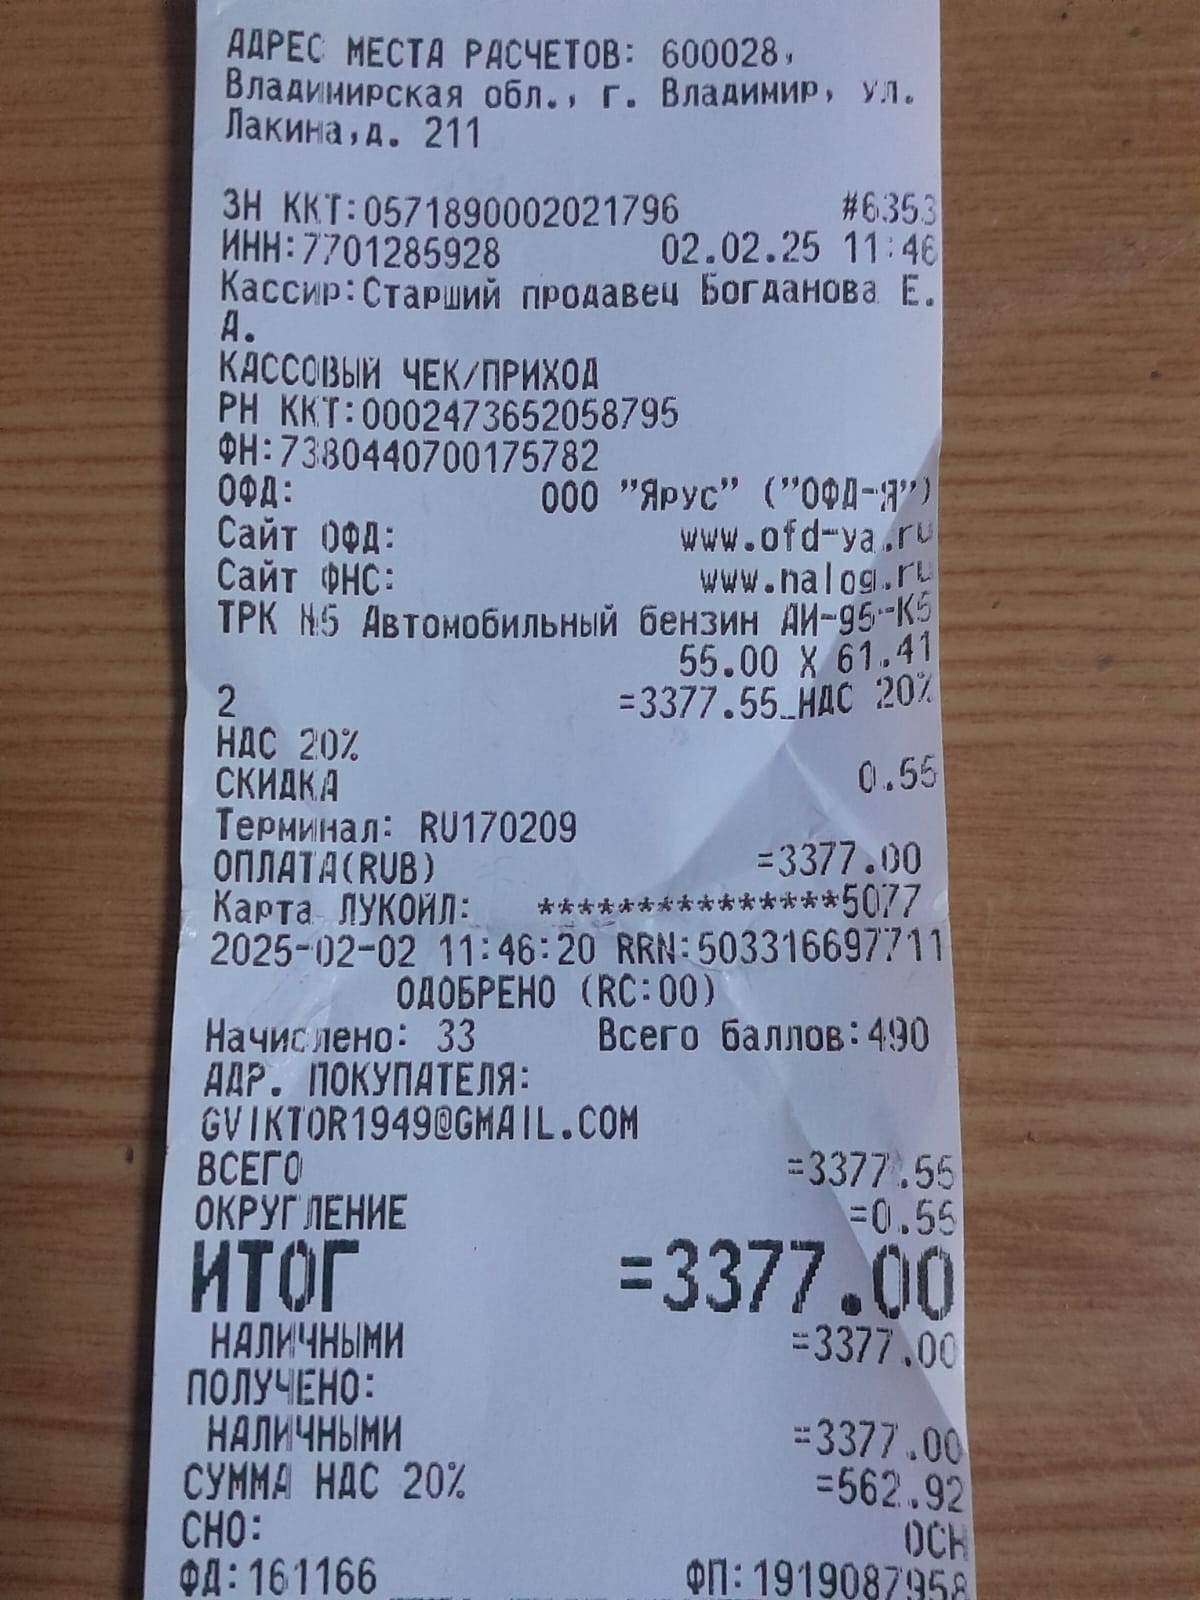 АДРЕС МЕСТА РАСЧЕТОВ: 600028,
Владимирская обл., г. Владимир, ул.
Лакина,д. 211
ЗН ККТ:0571890002021796 #6353
ИНН:7701285928 02.02.25 11:46
Кассир:Старший продавец Богданова Е.
А.
КАССОВЫЙ ЧЕК/ПРИХОД
РН ККТ:0002473652058795
ФН:7380440700175782
ОФД: ООО "Ярус" ("ОФД-Я")
Сайт ОФД: www.ofd-ya.ru
Сайт ФНС: www.nalog.ru
ТРК №5 Автомобильный бензин АИ-95-К5
55.00 X 61.41
2 =3377.55_НДС 20%
НДС 20%
СКИДКА 0.55
Терминал: RU170209
ОПЛАТА(RUB) =3377.00
Карта ЛУКОЙЛ: ***************5077
2025-02-02 11:46:20 RRN:503316697711
ОДОБРЕНО (RC:00)
Начислено: 33 Всего баллов:490
АДР. ПОКУПАТЕЛЯ:
GVIKTOR1949@GMAIL.COM
ВСЕГО =3377.55
ОКРУГЛЕНИЕ =0.55
ИТОГ =3377.00
НАЛИЧНЫМИ =3377.00
ПОЛУЧЕНО:
НАЛИЧНЫМИ =3377.00
СУММА НДС 20% =562.92
СНО: ОСН
ФД:161166 ФП:1919087958